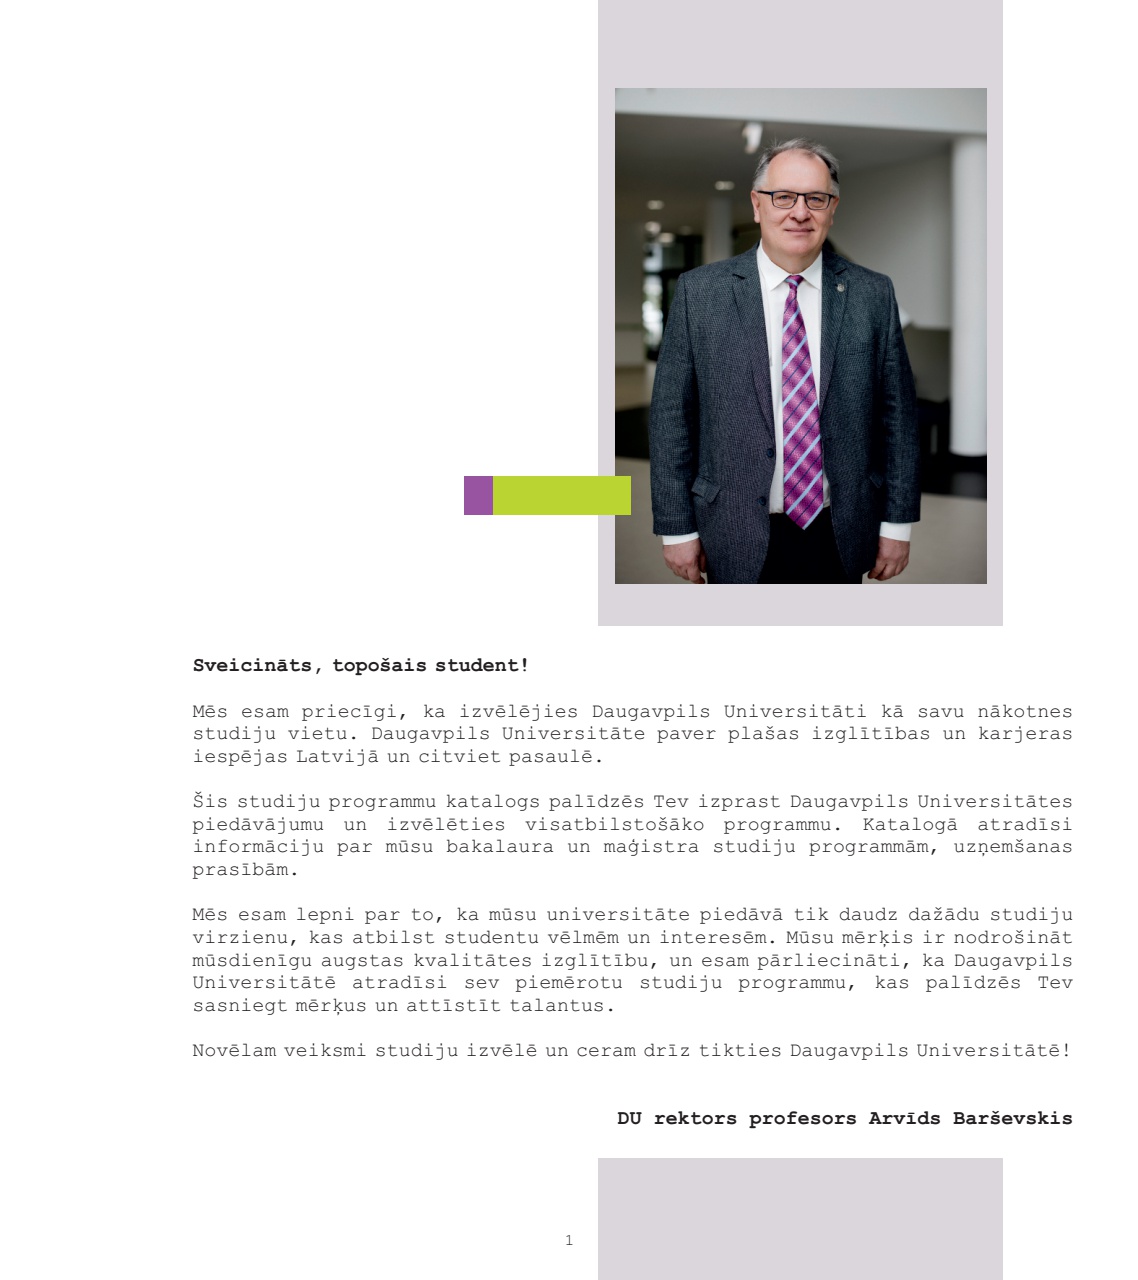 Sveicināts, topošais student!
Mēs esam priecīgi, ka izvēlējies Daugavpils Universitāti kā savu nākotnes
studiju vietu. Daugavpils Universitāte paver plašas izglītības un karjeras
iespējas Latvijā un citviet pasaulē.
Šis studiju programmu katalogs palīdzēs Tev izprast Daugavpils Universitātes
piedāvājumu un izvēlēties visatbilstošāko programmu. Katalogā atradīsi
informāciju par mūsu bakalaura un maģistra studiju programmām, uzņemšanas
prasībām.
Mēs esam lepni par to, ka mūsu universitāte piedāvā tik daudz dažādu studiju
virzienu, kas atbilst studentu vēlmēm un interesēm. Mūsu mērķis ir nodrošināt
mūsdienīgu augstas kvalitātes izglītību, un esam pārliecināti, ka Daugavpils
Universitātē atradīsi sev piemērotu studiju programmu, kas palīdzēs Tev
sasniegt mērķus un attīstīt talantus.
Novēlam veiksmi studiju izvēlē un ceram drīz tikties Daugavpils Universitātē!
DU rektors profesors Arvīds Barševskis
1